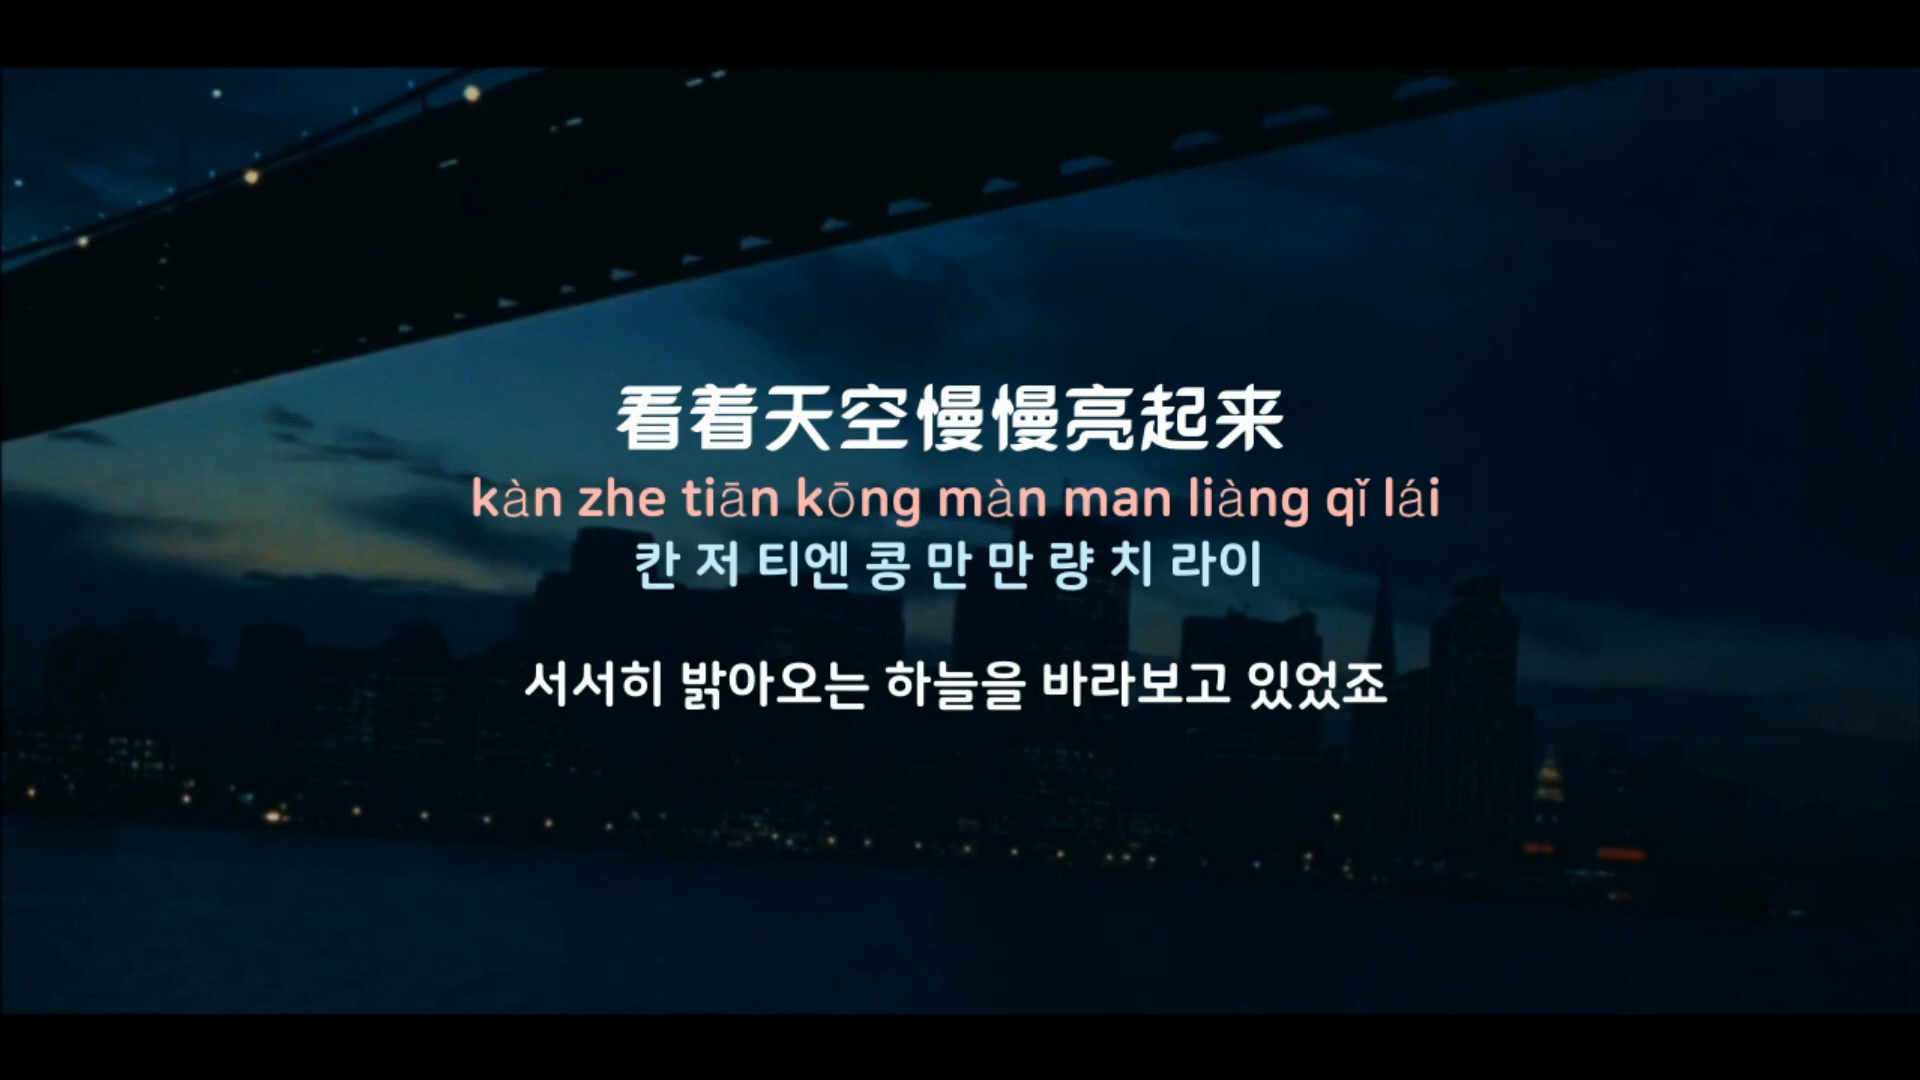 看着天空慢慢亮起来
kàn zhe tiān kōng màn man liàng qǐ lái
칸 저 티엔 콩 만 만 량 치 라이
서서히 밝아오는 하늘을 바라보고 있었죠